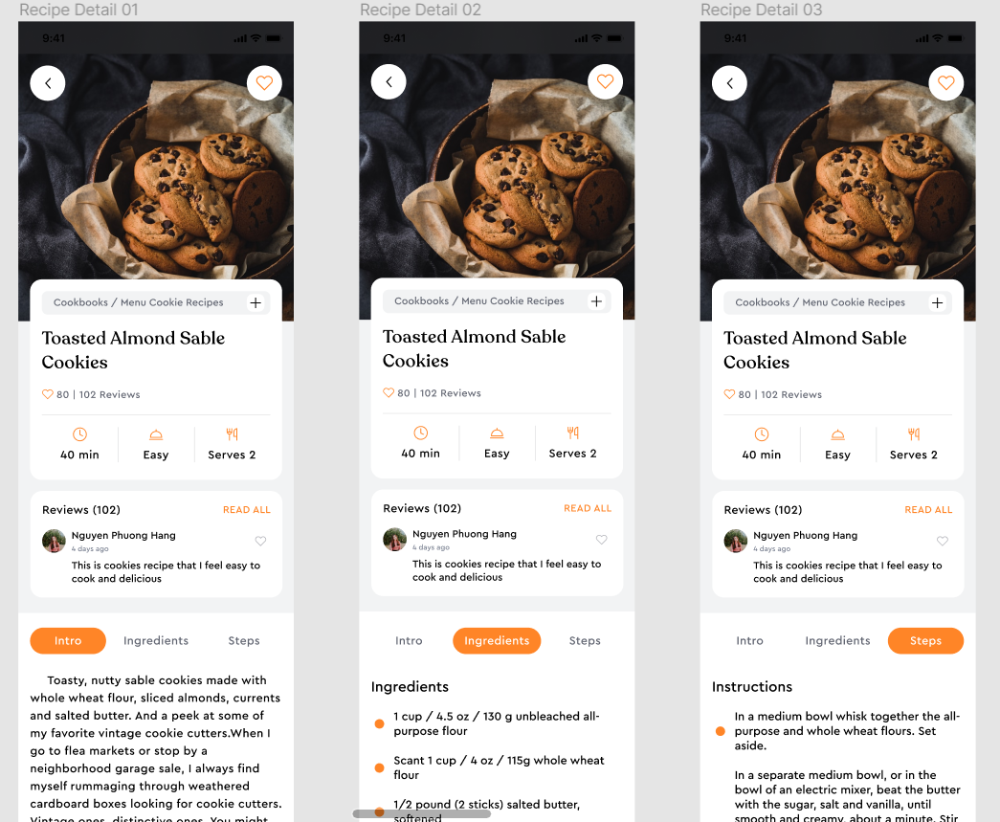 Recipe Detail 01
9:41
Cookbooks / Menu Cookie Recipes
Toasted Almond Sable
Cookies
80 | 102 Reviews
40 min
Easy
Serves 2
Reviews (102)
READ ALL
Nguyen Phuong Hang
4 days ago
This is cookies recipe that I feel easy to
cook and delicious
Intro
Ingredients
Steps
Toasty, nutty sable cookies made with
whole wheat flour, sliced almonds, currents
and salted butter. And a peek at some of
my favorite vintage cookie cutters.When I
go to flea markets or stop by a
neighborhood garage sale, I always find
myself rummaging through weathered
cardboard boxes looking for cookie cutters.
Vintage ones, distinctive ones. You might
Recipe Detail 02
9:41
Cookbooks / Menu Cookie Recipes
Toasted Almond Sable
Cookies
80 | 102 Reviews
40 min
Easy
Serves 2
Reviews (102)
READ ALL
Nguyen Phuong Hang
4 days ago
This is cookies recipe that I feel easy to
cook and delicious
Intro
Ingredients
Steps
Ingredients
1 cup / 4.5 oz / 130 g unbleached all-
purpose flour
Scant 1 cup / 4 oz / 115g whole wheat
flour
1/2 pound (2 sticks) salted butter,
softened
Recipe Detail 03
9:41
Cookbooks / Menu Cookie Recipes
Toasted Almond Sable
Cookies
80 | 102 Reviews
40 min
Easy
Serves 2
Reviews (102)
READ ALL
Nguyen Phuong Hang
4 days ago
This is cookies recipe that I feel easy to
cook and delicious
Intro
Ingredients
Steps
Instructions
In a medium bowl whisk together the all-
purpose and whole wheat flours. Set
aside.
In a separate medium bowl, or in the
bowl of an electric mixer, beat the butter
with the sugar, salt and vanilla, until
smooth and creamy, about a minute. Stir